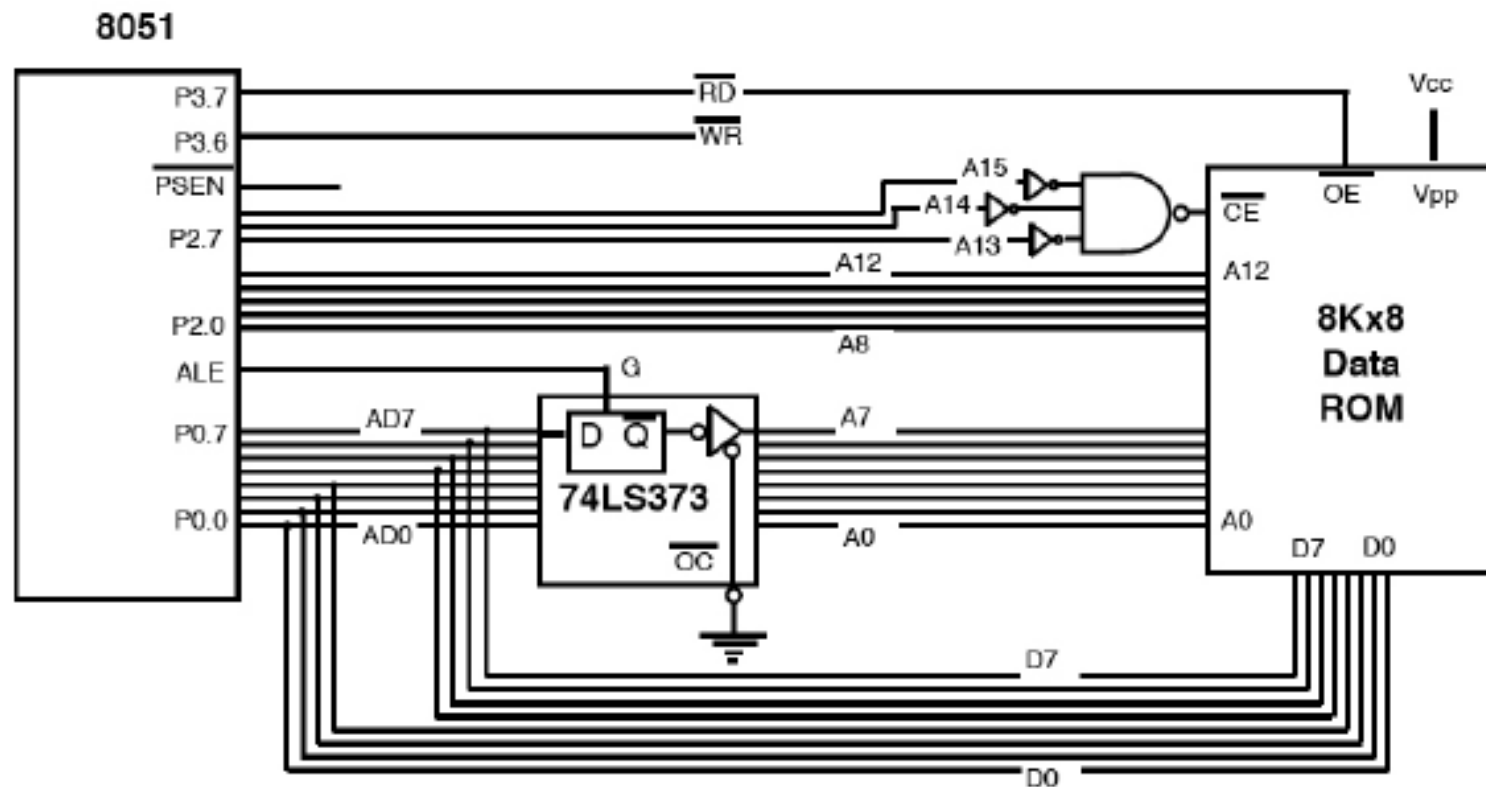 8051
P3.7
RD
Vcc
P3.6
WR
PSEN
A15
OE
Vpp
A14
CE
P2.7
A13
A12
A12
8Kx8
Data
ROM
P2.0
A8
ALE
G
AD7
A7
P0.7
D Q
74LS373
P0.0
AD0
A0
A0
OC
D7 D0
D7
D0